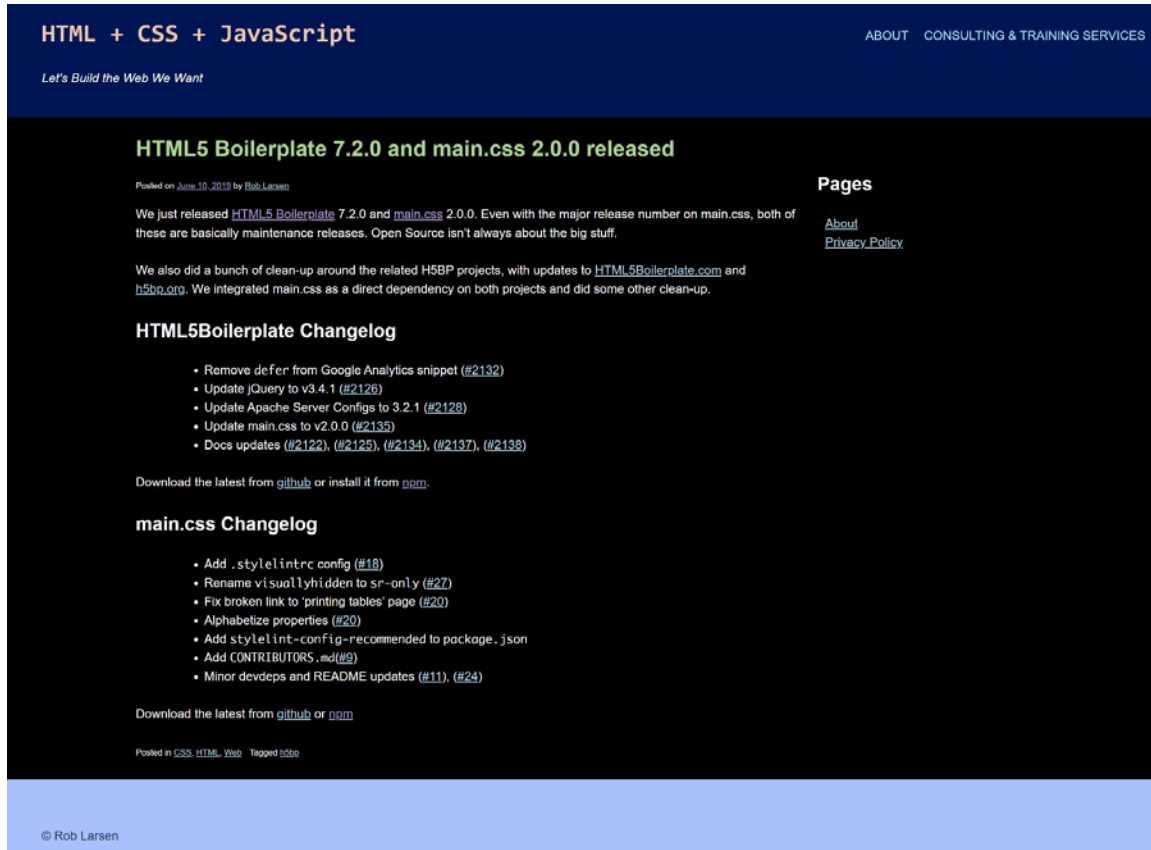 HTML + CSS + JavaScript
ABOUT CONSULTING & TRAINING SERVICES
Let's Build the Web We Want
HTML5 Boilerplate 7.2.0 and main.css 2.0.0 released
Posted on June 10, 2019 by Rob Larsen
We just released HTML5 Boilerplate 7.2.0 and main.css 2.0.0. Even with the major release number on main.css, both of
these are basically maintenance releases. Open Source isn't always about the big stuff.
We also did a bunch of clean-up around the related H5BP projects, with updates to HTML5Boilerplate.com and
h5bp.org. We integrated main.css as a direct dependency on both projects and did some other clean-up.
HTML5Boilerplate Changelog
• Remove defer from Google Analytics snippet (#2132)
• Update jQuery to v3.4.1 (#2126)
• Update Apache Server Configs to 3.2.1 (#2128)
• Update main.css to v2.0.0 (#2135)
• Docs updates (#2122), (#2125), (#2134), (#2137), (#2138)
Download the latest from github or install it from npm.
main.css Changelog
• Add .stylelintrc config (#18)
• Rename visuallyhidden to sr-only (#27)
• Fix broken link to 'printing tables' page (#20)
• Alphabetize properties (#20)
• Add stylelint-config-recommended to package.json
• Add CONTRIBUTORS.md(#9)
• Minor devdeps and README updates (#11), (#24)
Download the latest from github or npm
Posted in CSS, HTML, Web Tagged h5bp
Pages
About
Privacy Policy
© Rob Larsen